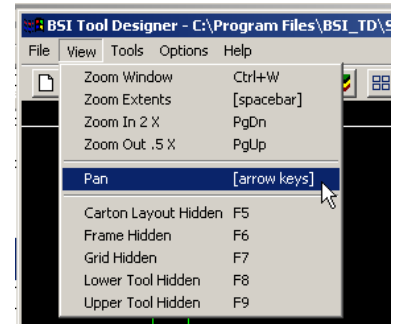 BSI Tool Designer - C:\Program Files\BSI_TD\S
File View Tools Options Help
Zoom Window Ctrl+W
Zoom Extents [spacebar]
Zoom In 2 X PgDn
Zoom Out .5 X PgUp
Pan [arrow keys]
Carton Layout Hidden F5
Frame Hidden F6
Grid Hidden F7
Lower Tool Hidden F8
Upper Tool Hidden F9